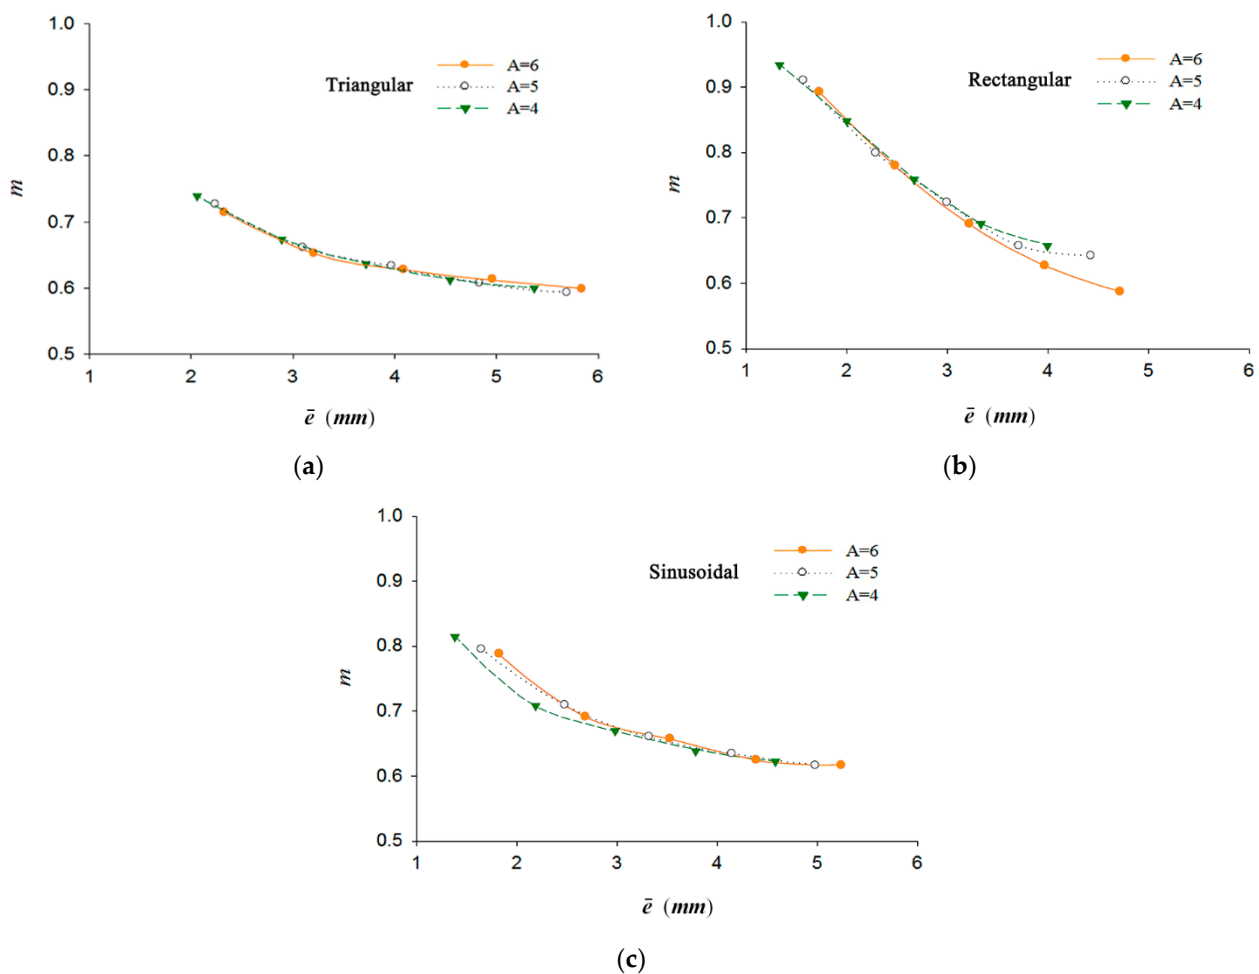 1.0
0.9
0.8
0.7
0.6
0.5
m
Triangular
A=6
A=5
A=4
1 2 3 4 5 6
ē (mm)
(a)
1.0
0.9
0.8
0.7
0.6
0.5
m
Rectangular
A=6
A=5
A=4
1 2 3 4 5 6
ē (mm)
(b)
1.0
0.9
0.8
0.7
0.6
0.5
m
Sinusoidal
A=6
A=5
A=4
1 2 3 4 5 6
ē (mm)
(c)